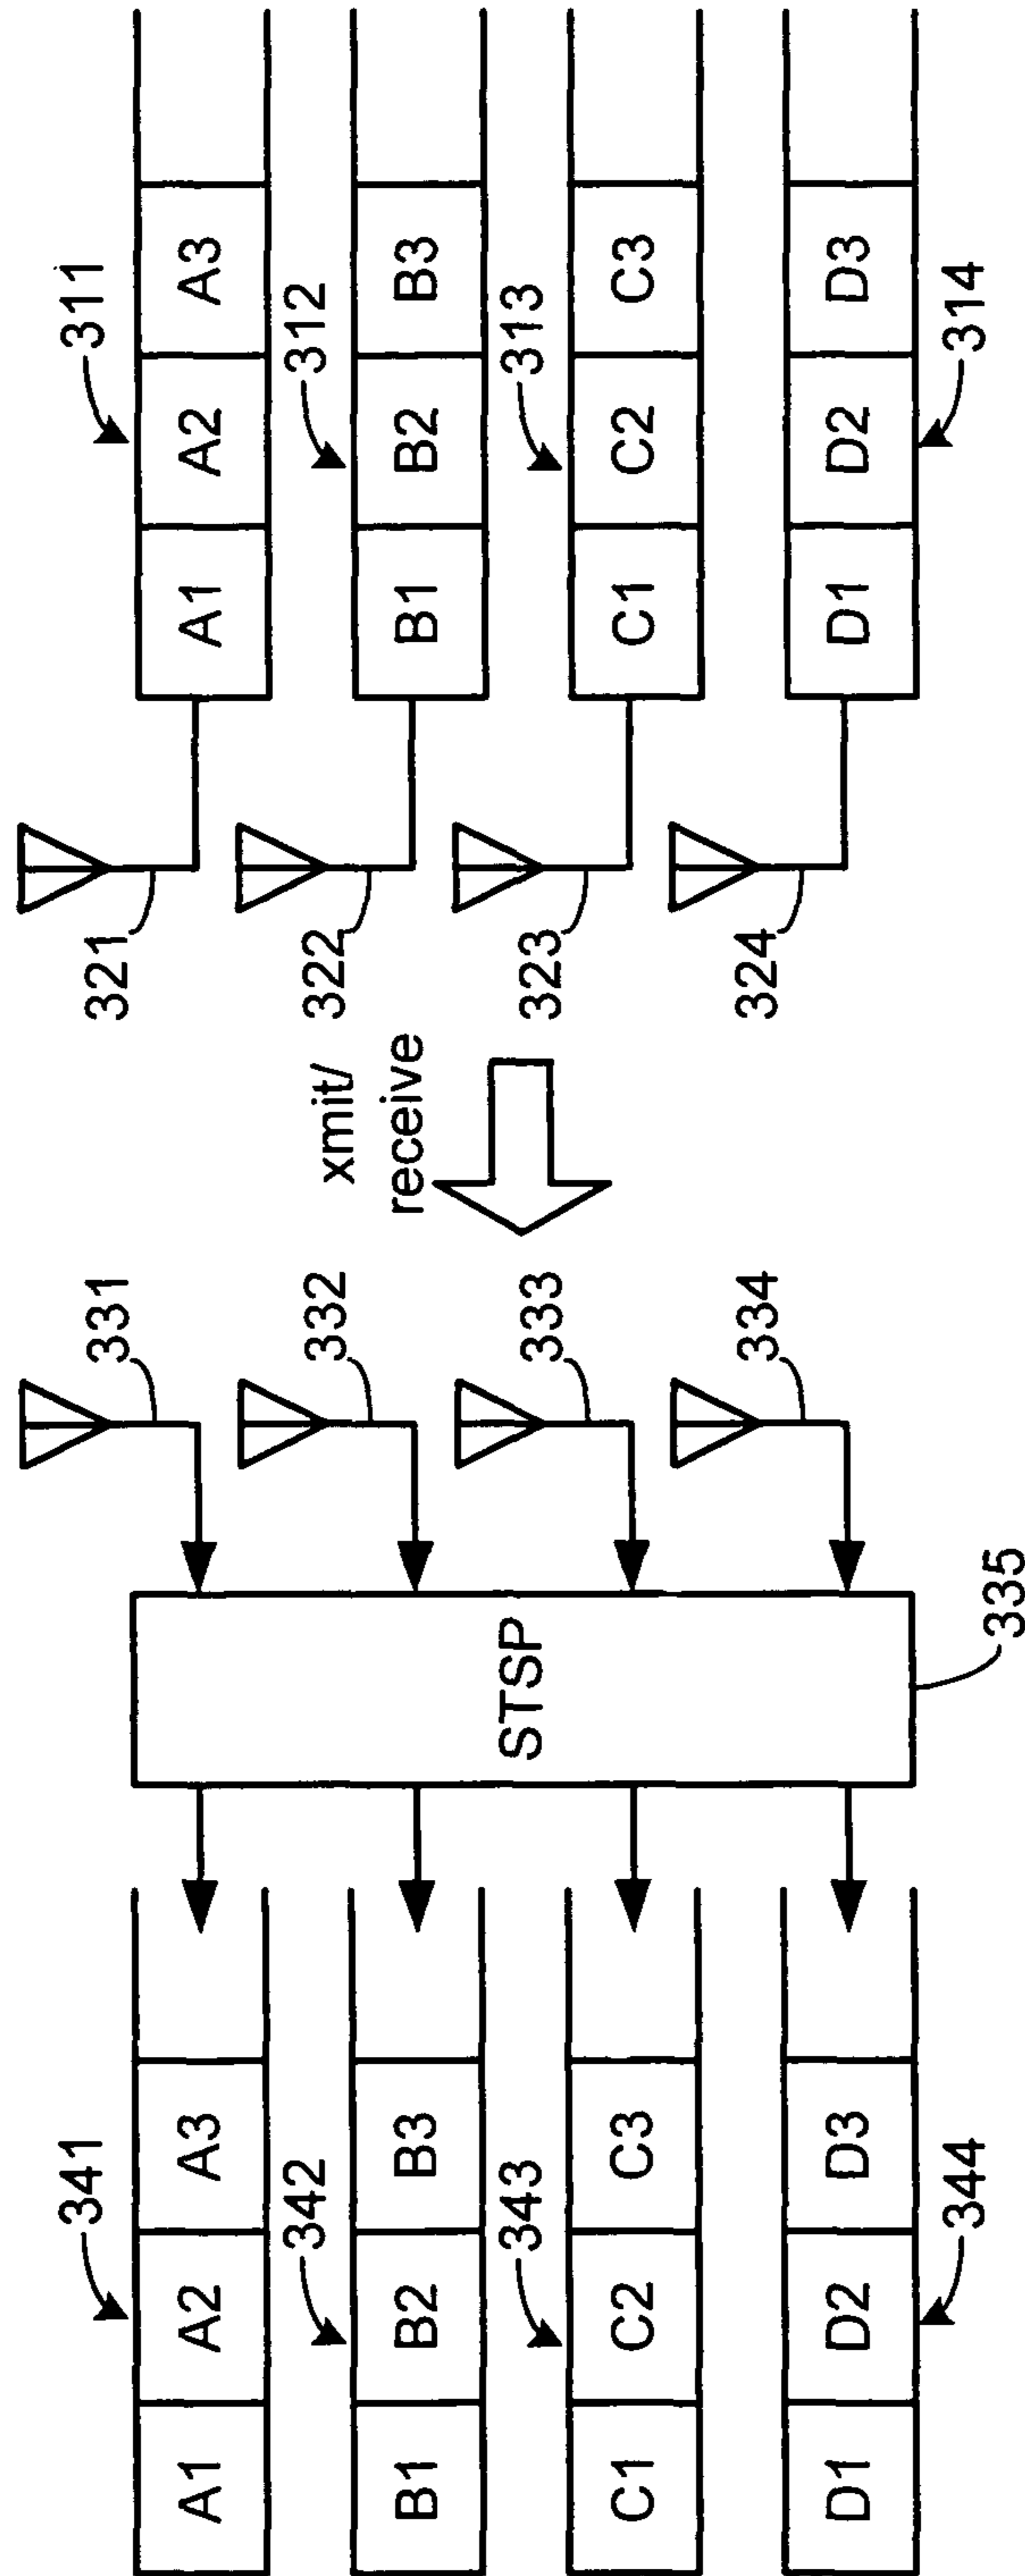 311
A1 A2 A3
312
B1 B2 B3
313
C1 C2 C3
D1 D2 D3
314
321
322
323
324
xmit/
receive
331
332
333
334
STSP
335
341
A1 A2 A3
342
B1 B2 B3
343
C1 C2 C3
D1 D2 D3
344